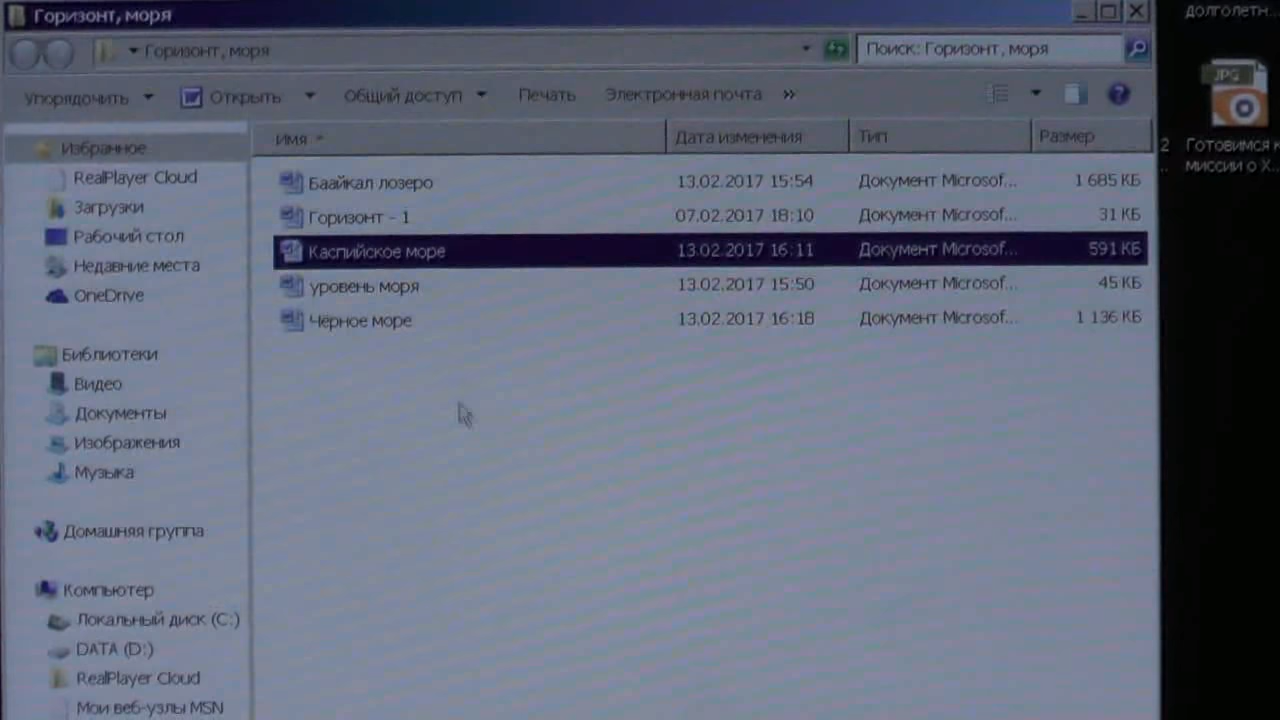 Горизонт, моря
Горизонт, моря
Поиск: Горизонт, моря
Упорядочить
Открыть
Общий доступ
Печать
Электронная почта
»
Имя
Дата изменения
Тип
Размер
Баайкал лозеро 13.02.2017 15:54 Документ Microsof... 1 685 КБ
Горизонт - 1 07.02.2017 18:10 Документ Microsof... 31 КБ
Каспийское море 13.02.2017 16:11 Документ Microsof... 591 КБ
уровень моря 13.02.2017 15:50 Документ Microsof... 45 КБ
Чёрное море 13.02.2017 16:18 Документ Microsof... 1 136 КБ
Избранное
RealPlayer Cloud
Загрузки
Рабочий стол
Недавние места
OneDrive
Библиотеки
Видео
Документы
Изображения
Музыка
Домашняя группа
Компьютер
Локальный диск (C:)
DATA (D:)
RealPlayer Cloud
Мои веб-узлы MSN
долголетн...
JPG
2 Готовимся к
.. миссии о Х...